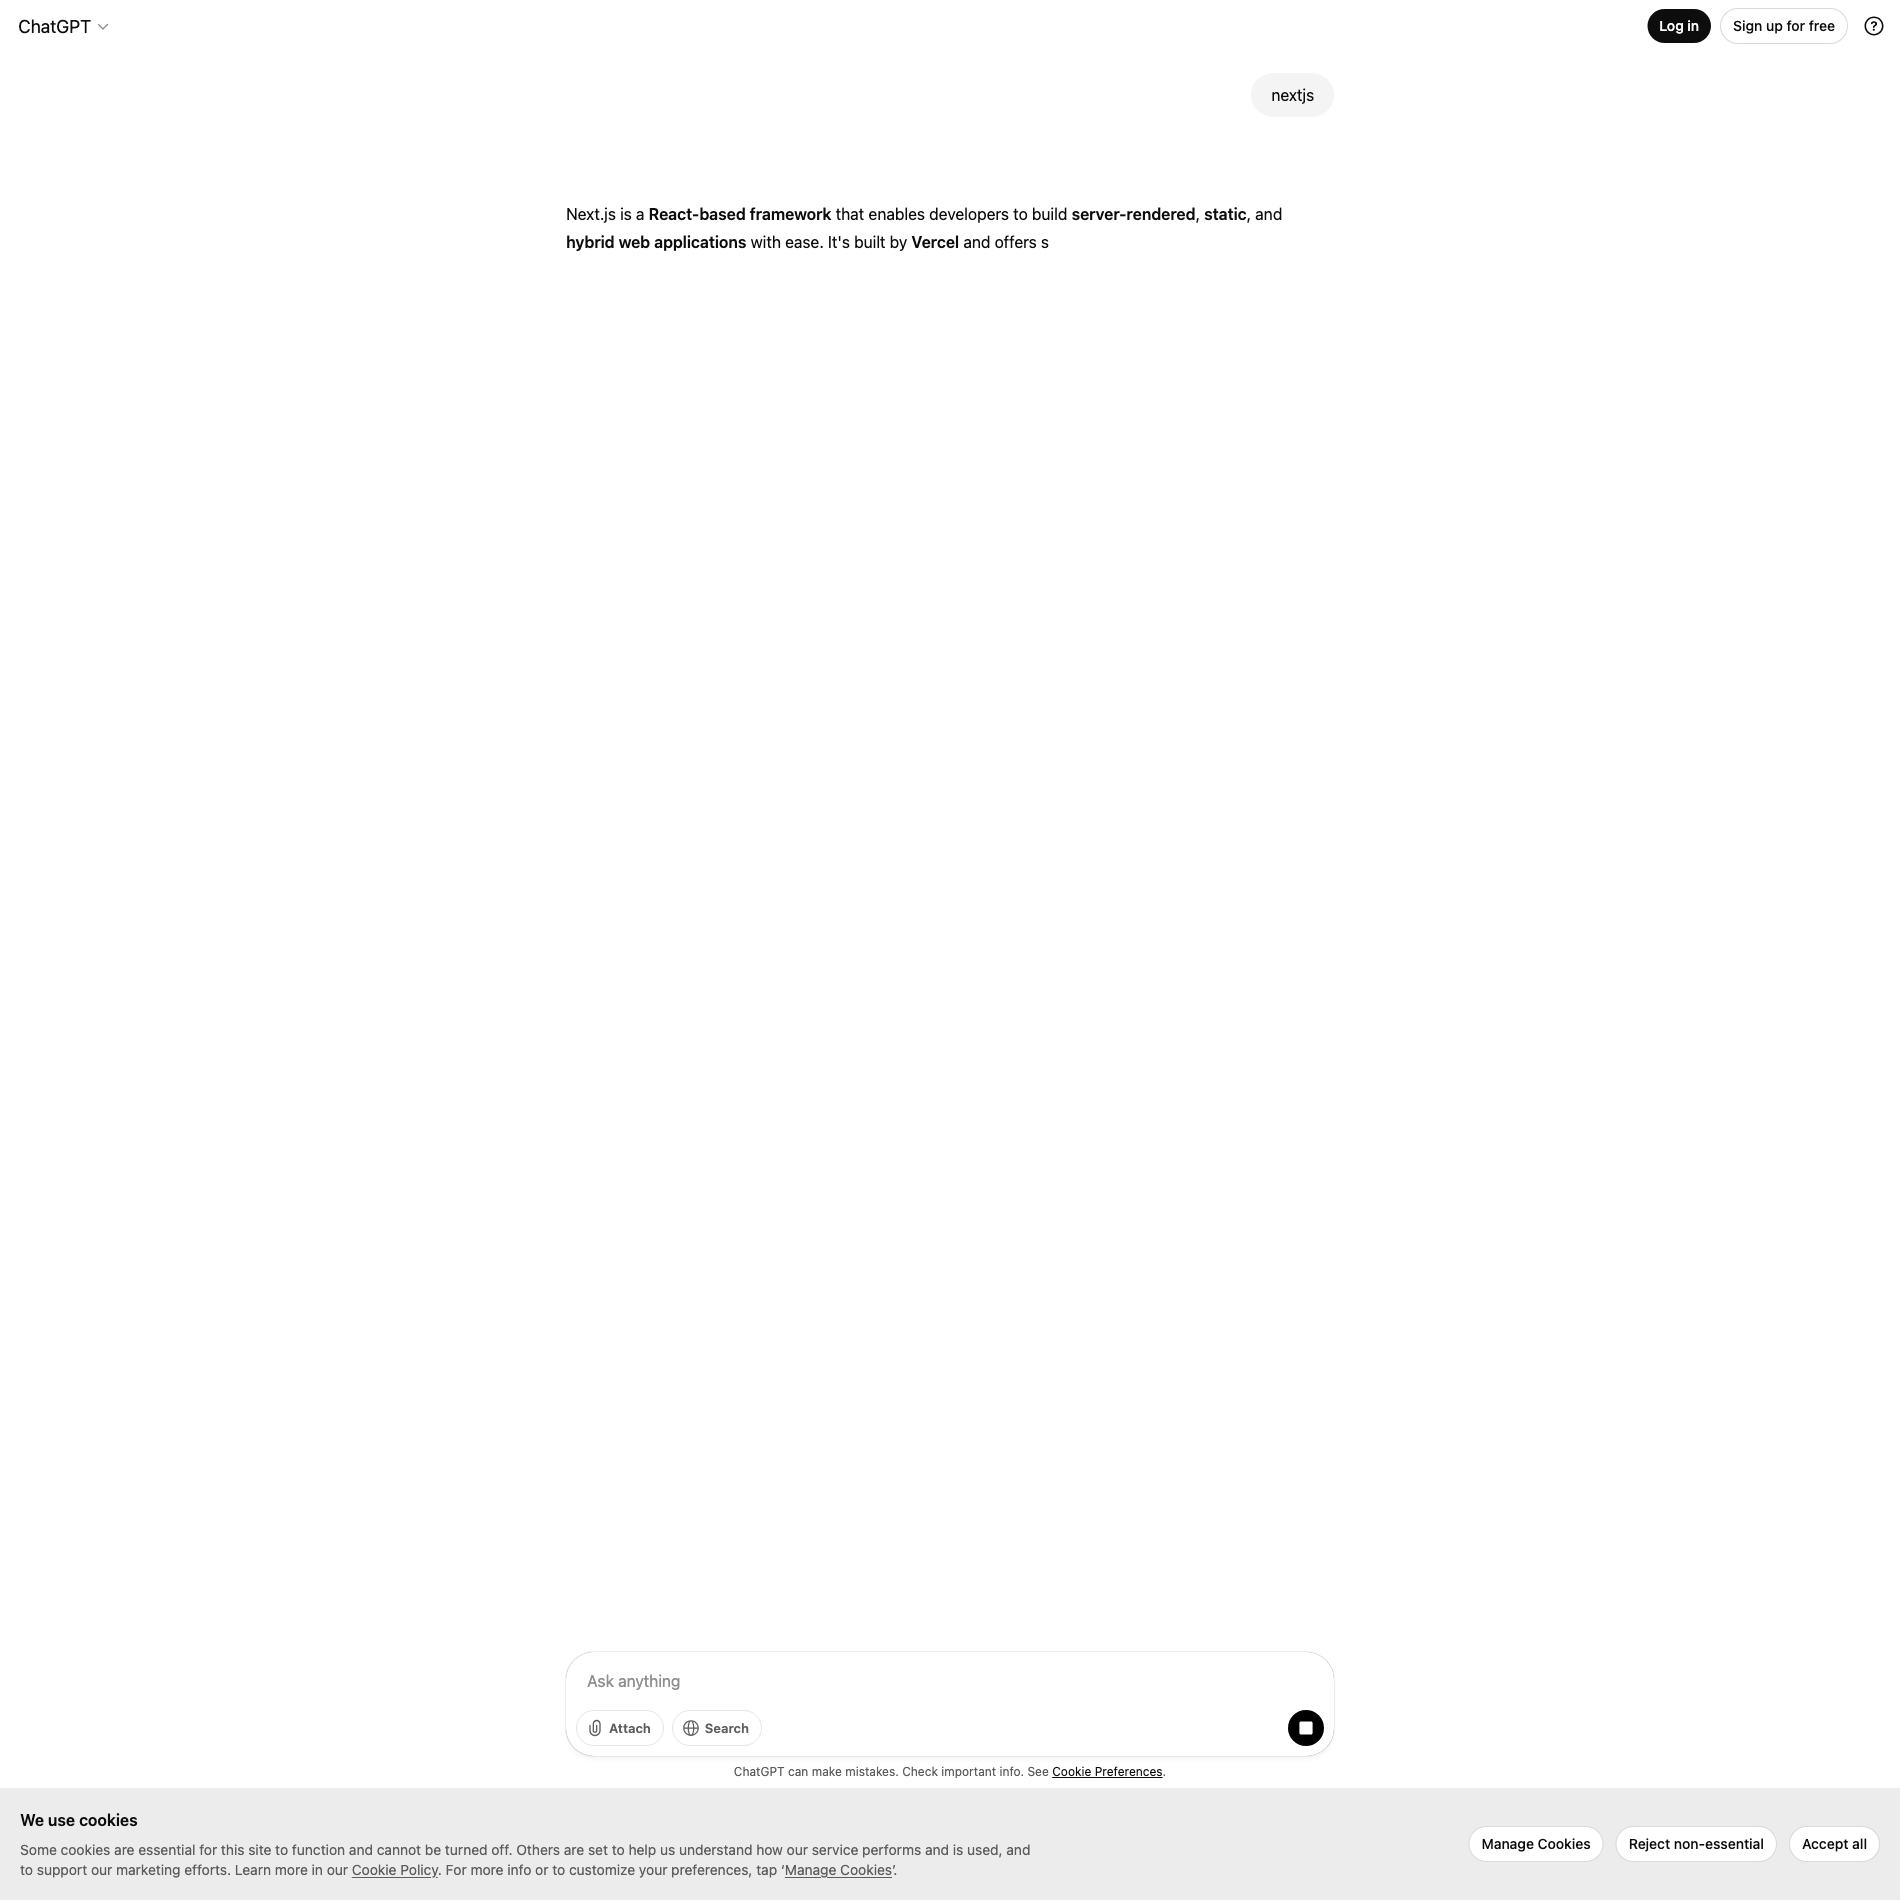 ChatGPT
Log in
Sign up for free
nextjs
Next.js is a React-based framework that enables developers to build server-rendered, static, and
hybrid web applications with ease. It's built by Vercel and offers s
Ask anything
Attach
Search
ChatGPT can make mistakes. Check important info. See Cookie Preferences.
We use cookies
Some cookies are essential for this site to function and cannot be turned off. Others are set to help us understand how our service performs and is used, and
to support our marketing efforts. Learn more in our Cookie Policy. For more info or to customize your preferences, tap ‘Manage Cookies’.
Manage Cookies
Reject non-essential
Accept all